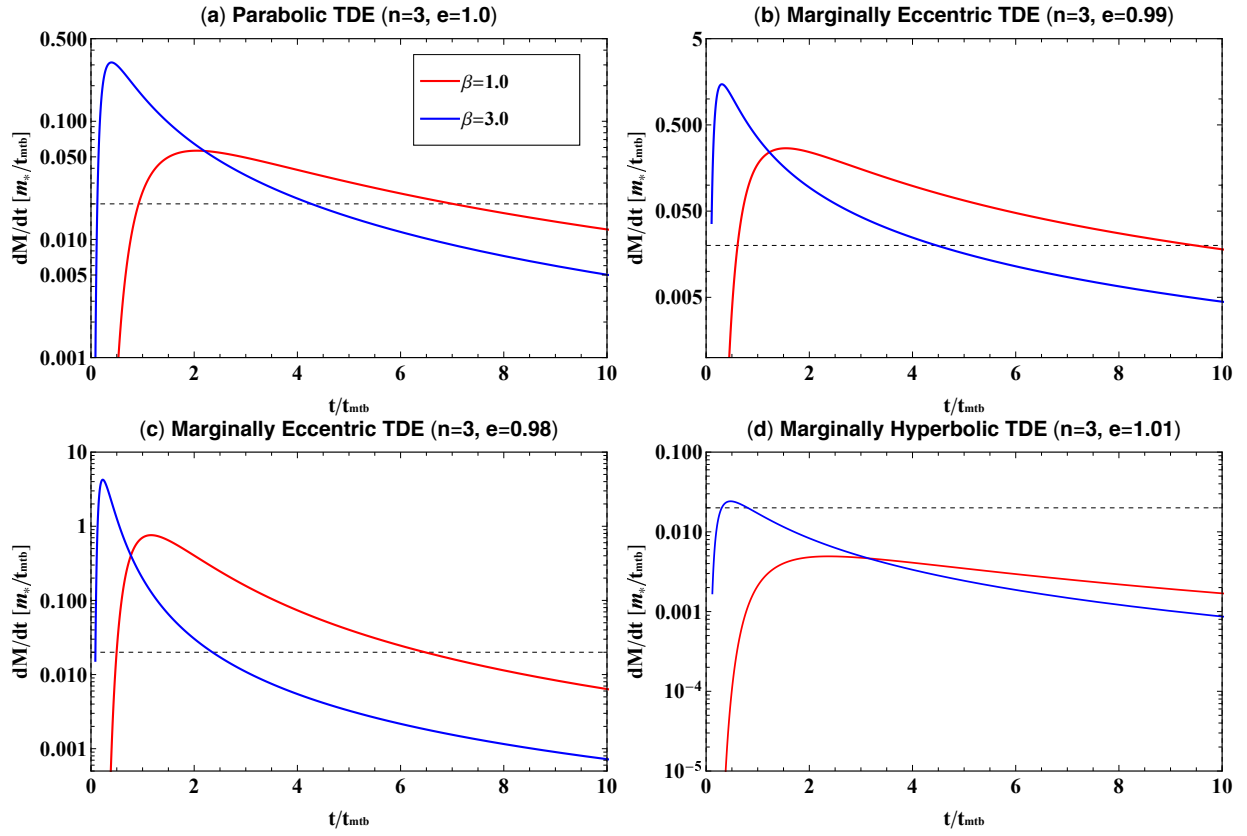 (a) Parabolic TDE (n=3, e=1.0)
0.500
0.100
0.050
0.010
0.005
0.001
dM/dt [m*/tmtb]
β=1.0
β=3.0
0 2 4 6 8 10
t/tmtb
(b) Marginally Eccentric TDE (n=3, e=0.99)
5
0.500
0.050
0.005
dM/dt [m*/tmtb]
0 2 4 6 8 10
t/tmtb
(c) Marginally Eccentric TDE (n=3, e=0.98)
10
1
0.100
0.010
0.001
dM/dt [m*/tmtb]
0 2 4 6 8 10
t/tmtb
(d) Marginally Hyperbolic TDE (n=3, e=1.01)
0.100
0.010
0.001
10⁻⁴
10⁻⁵
dM/dt [m*/tmtb]
0 2 4 6 8 10
t/tmtb